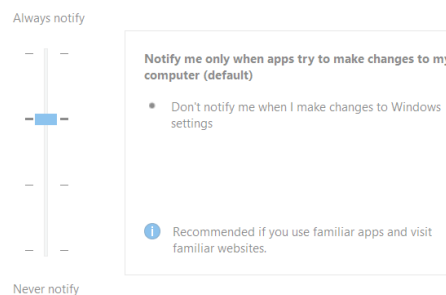 Always notify
Notify me only when apps try to make changes to my
computer (default)
Don't notify me when I make changes to Windows
settings
Recommended if you use familiar apps and visit
familiar websites.
Never notify